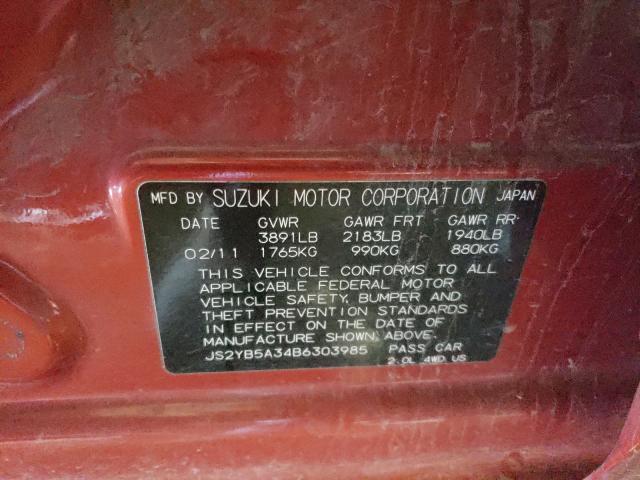 MFD BY SUZUKI MOTOR CORPORATION JAPAN
DATE GVWR GAWR FRT GAWR RR
3891LB 2183LB 1940LB
02/11 1765KG 990KG 880KG
THIS VEHICLE CONFORMS TO ALL
APPLICABLE FEDERAL MOTOR
VEHICLE SAFETY, BUMPER AND
THEFT PREVENTION STANDARDS
IN EFFECT ON THE DATE OF
MANUFACTURE SHOWN, ABOVE.
JS2YB5A34B6303985 PASS CAR
2.0L 4WD US